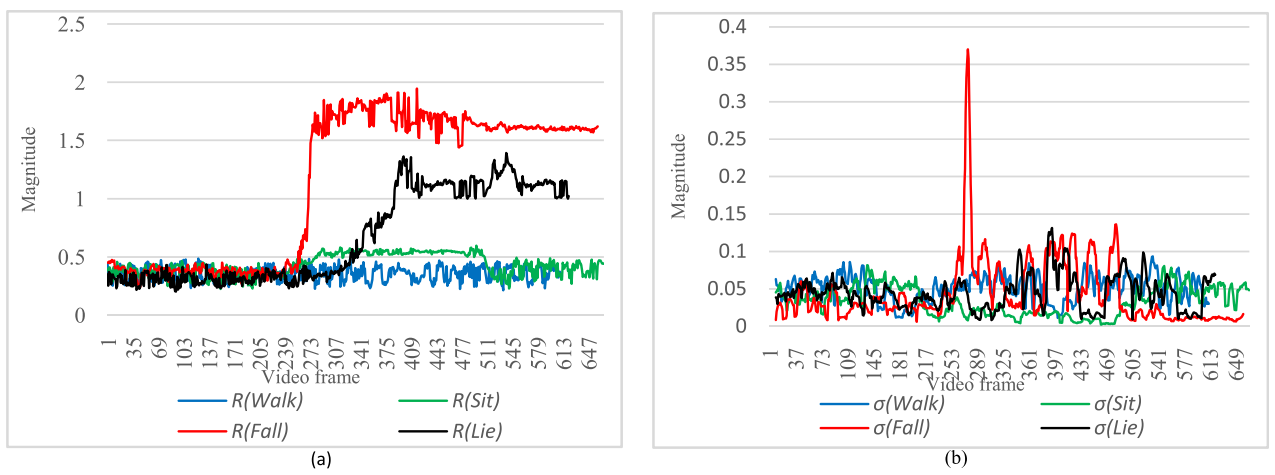 2.5
2
1.5
1
0.5
0
Magnitude
1 35 69 103 137 171 205 239 273 307 341 375 409 443 477 511 545 579 613 647
Video frame
R(Walk) R(Sit)
R(Fall) R(Lie)
(a)
0.4
0.35
0.3
0.25
0.2
0.15
0.1
0.05
0
Magnitude
1 37 73 109 145 181 217 253 289 325 361 397 433 469 505 541 577 613 649
Video frame
σ(Walk) σ(Sit)
σ(Fall) σ(Lie)
(b)